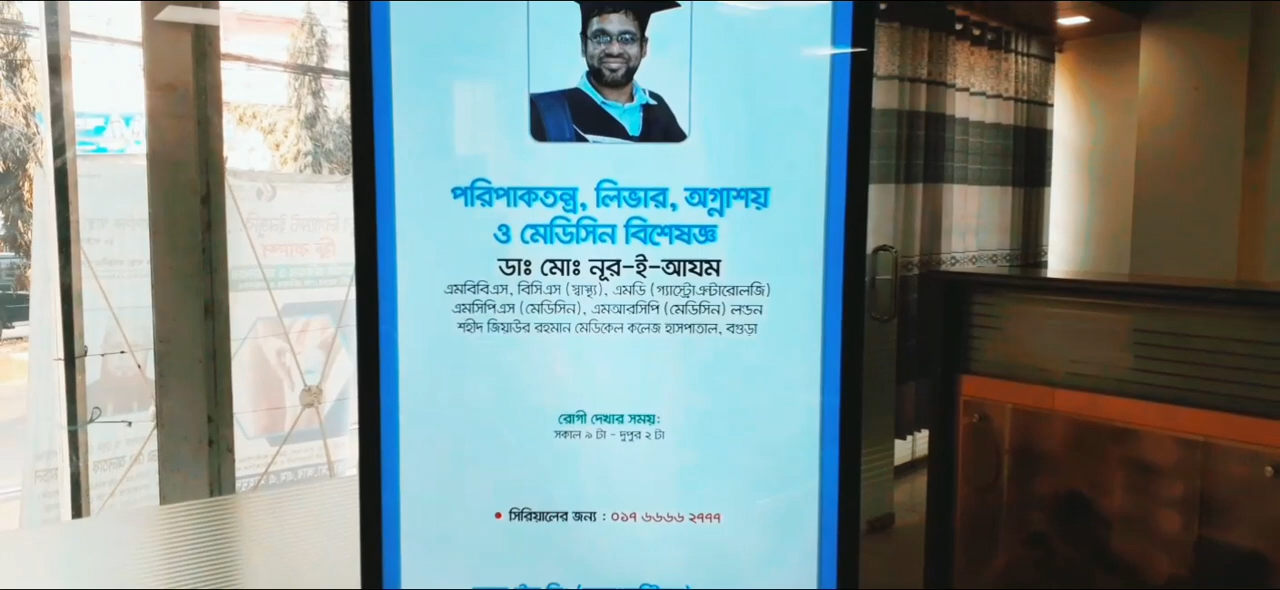 পরিপাকতন্ত্র, লিভার, অগ্নাশয়
ও মেডিসিন বিশেষজ্ঞ
ডাঃ মোঃ নূর-ই-আযম
এমবিবিএস, বিসিএস (স্বাস্থ্য), এমডি (গ্যাস্ট্রোএন্টারোলজি)
এমসিপিএস (মেডিসিন), এমআরসিপি (মেডিসিন) লন্ডন
শহীদ জিয়াউর রহমান মেডিকেল কলেজ হাসপাতাল, বগুড়া
রোগী দেখার সময়:
সকাল ৯ টা - দুপুর ২ টা
• সিরিয়ালের জন্য : ০১৭ ৬৬৬৬ ২৭৭৭